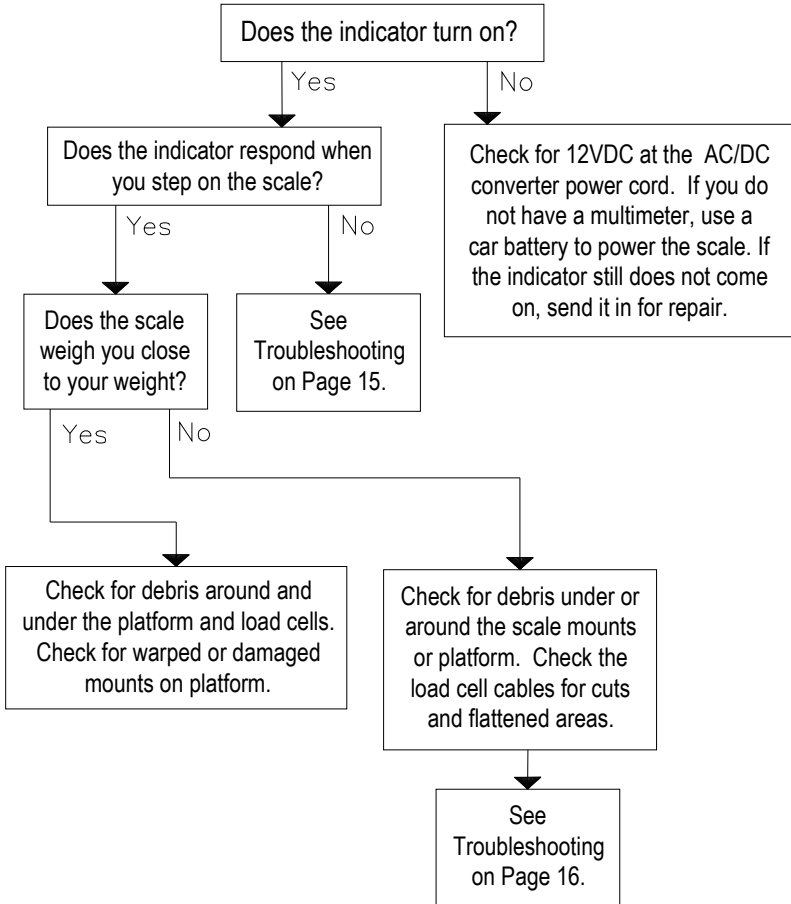 Does the indicator turn on?
Yes
No
Does the indicator respond when
you step on the scale?
Check for 12VDC at the AC/DC
converter power cord. If you do
not have a multimeter, use a
car battery to power the scale. If
the indicator still does not come
on, send it in for repair.
Yes
No
Does the scale
weigh you close
to your weight?
See
Troubleshooting
on Page 15.
Yes
No
Check for debris around and
under the platform and load cells.
Check for warped or damaged
mounts on platform.
Check for debris under or
around the scale mounts
or platform. Check the
load cell cables for cuts
and flattened areas.
See
Troubleshooting
on Page 16.